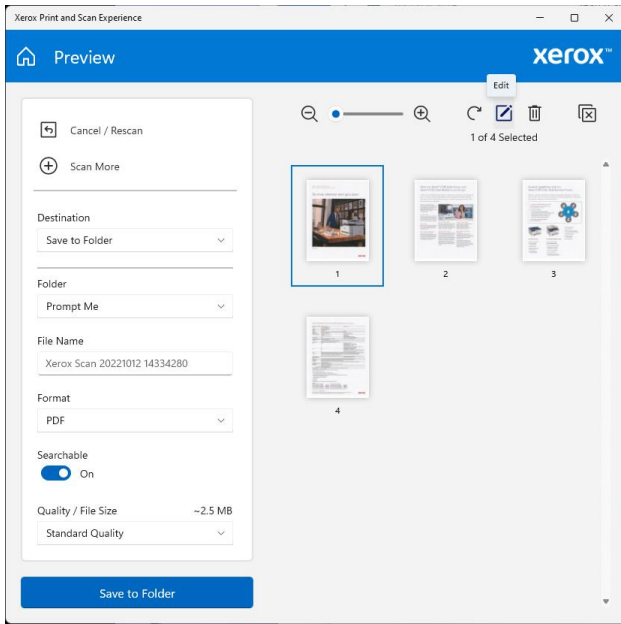 Xerox Print and Scan Experience
Preview
xerox™
Edit
1 of 4 Selected
Cancel / Rescan
Scan More
Destination
Save to Folder
Folder
Prompt Me
File Name
Xerox Scan 20221012 14334280
Format
PDF
Searchable
On
Quality / File Size ~2.5 MB
Standard Quality
Save to Folder
1 2 3
4